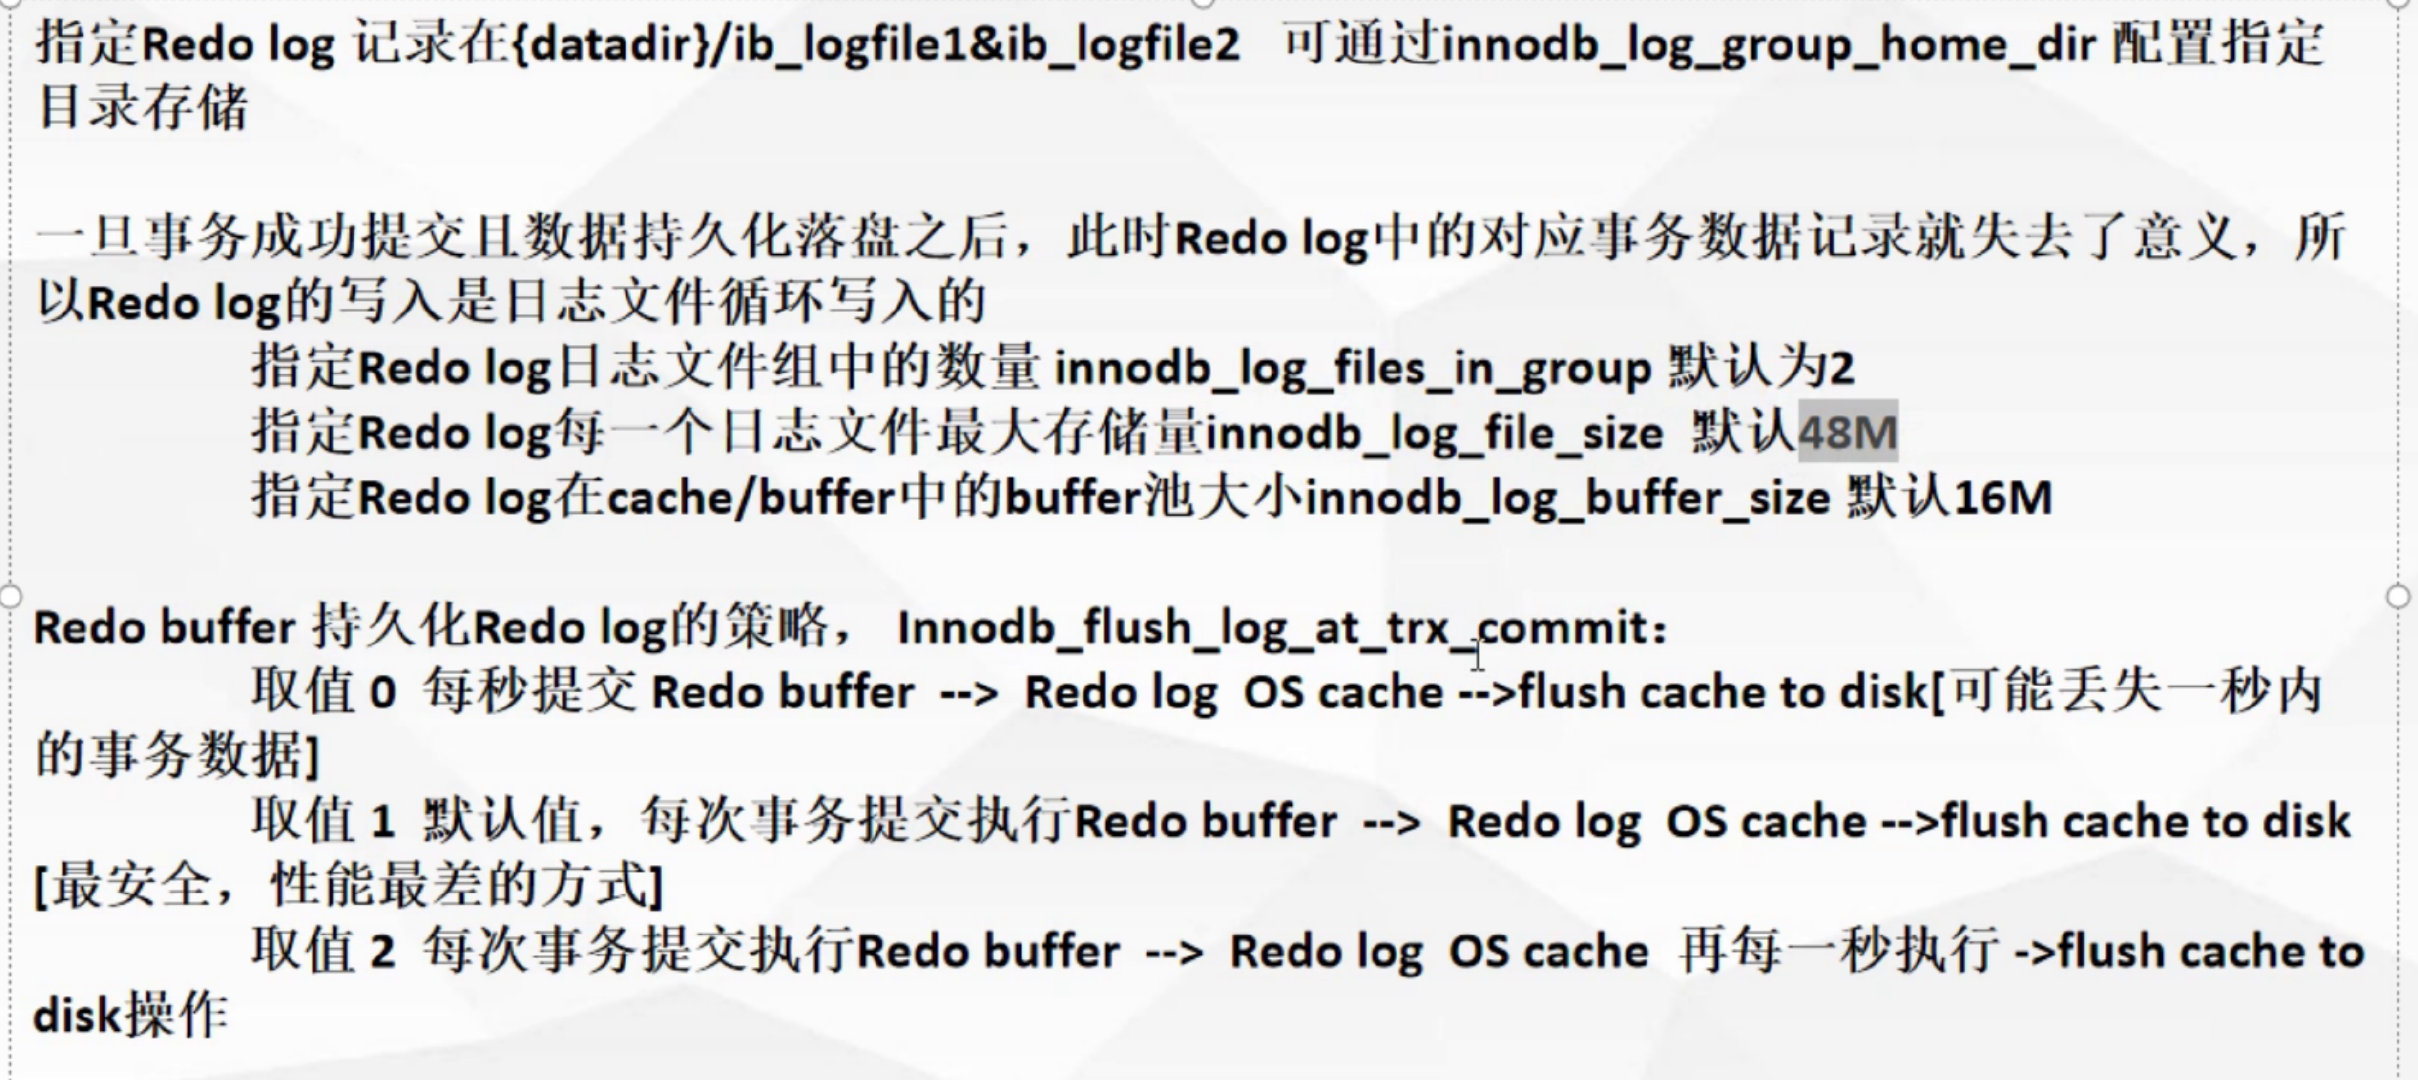 指定Redo log 记录在{datadir}/ib_logfile1&ib_logfile2 可通过innodb_log_group_home_dir 配置指定
目录存储
一旦事务成功提交且数据持久化落盘之后，此时Redo log中的对应事务数据记录就失去了意义，所
以Redo log的写入是日志文件循环写入的
指定Redo log日志文件组中的数量 innodb_log_files_in_group 默认为2
指定Redo log每一个日志文件最大存储量innodb_log_file_size 默认48M
指定Redo log在cache/buffer中的buffer池大小innodb_log_buffer_size 默认16M
Redo buffer 持久化Redo log的策略， Innodb_flush_log_at_trx_commit：
取值 0 每秒提交 Redo buffer --> Redo log OS cache -->flush cache to disk[可能丢失一秒内
的事务数据]
取值 1 默认值，每次事务提交执行Redo buffer --> Redo log OS cache -->flush cache to disk
[最安全，性能最差的方式]
取值 2 每次事务提交执行Redo buffer --> Redo log OS cache 再每一秒执行 ->flush cache to
disk操作